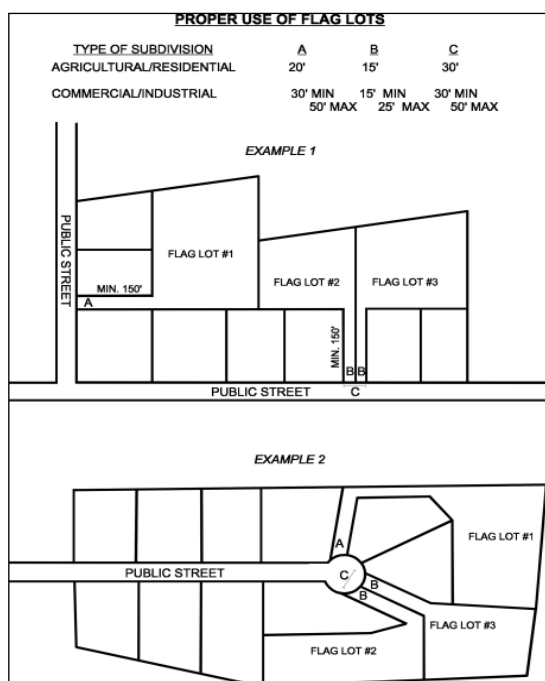 PROPER USE OF FLAG LOTS
TYPE OF SUBDIVISION A B C
AGRICULTURAL/RESIDENTIAL 20' 15' 30'
COMMERCIAL/INDUSTRIAL 30' MIN 15' MIN 30' MIN
50' MAX 25' MAX 50' MAX
EXAMPLE 1
PUBLIC STREET
FLAG LOT #1
FLAG LOT #2
FLAG LOT #3
MIN. 150'
A
MIN. 150'
B B
PUBLIC STREET
C
EXAMPLE 2
FLAG LOT #1
A
PUBLIC STREET
C
B
B
FLAG LOT #3
FLAG LOT #2